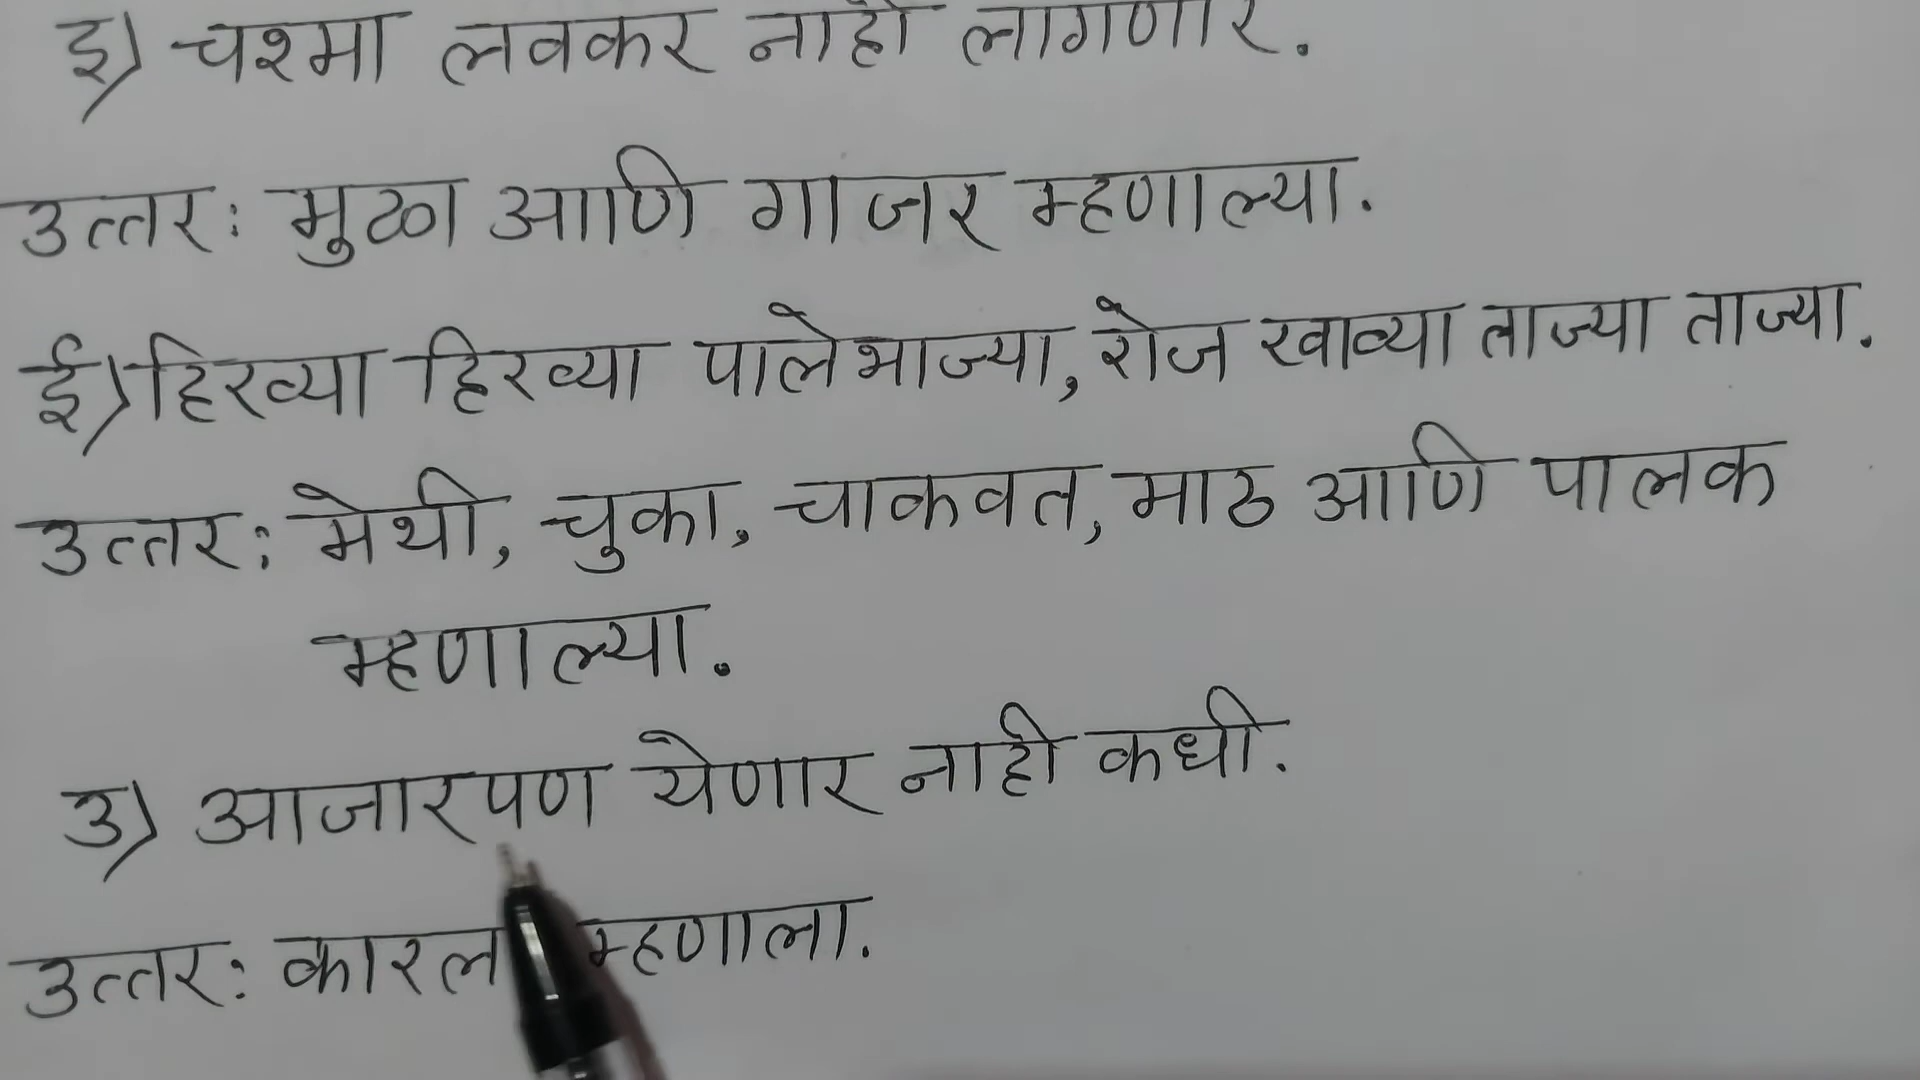 इ) चश्मा लवकर नाही लागणार.
उत्तर: मुळा आणि गाजर म्हणाल्या.
ई) हिरव्या हिरव्या पालेभाज्या, रोज खाव्या ताज्या ताज्या.
उत्तर: मेथी, चुका, चाकवत, माठ आणि पालक
म्हणाल्या.
उ) आजारपण येणार नाही कधी.
उत्तर: म्हणाला.